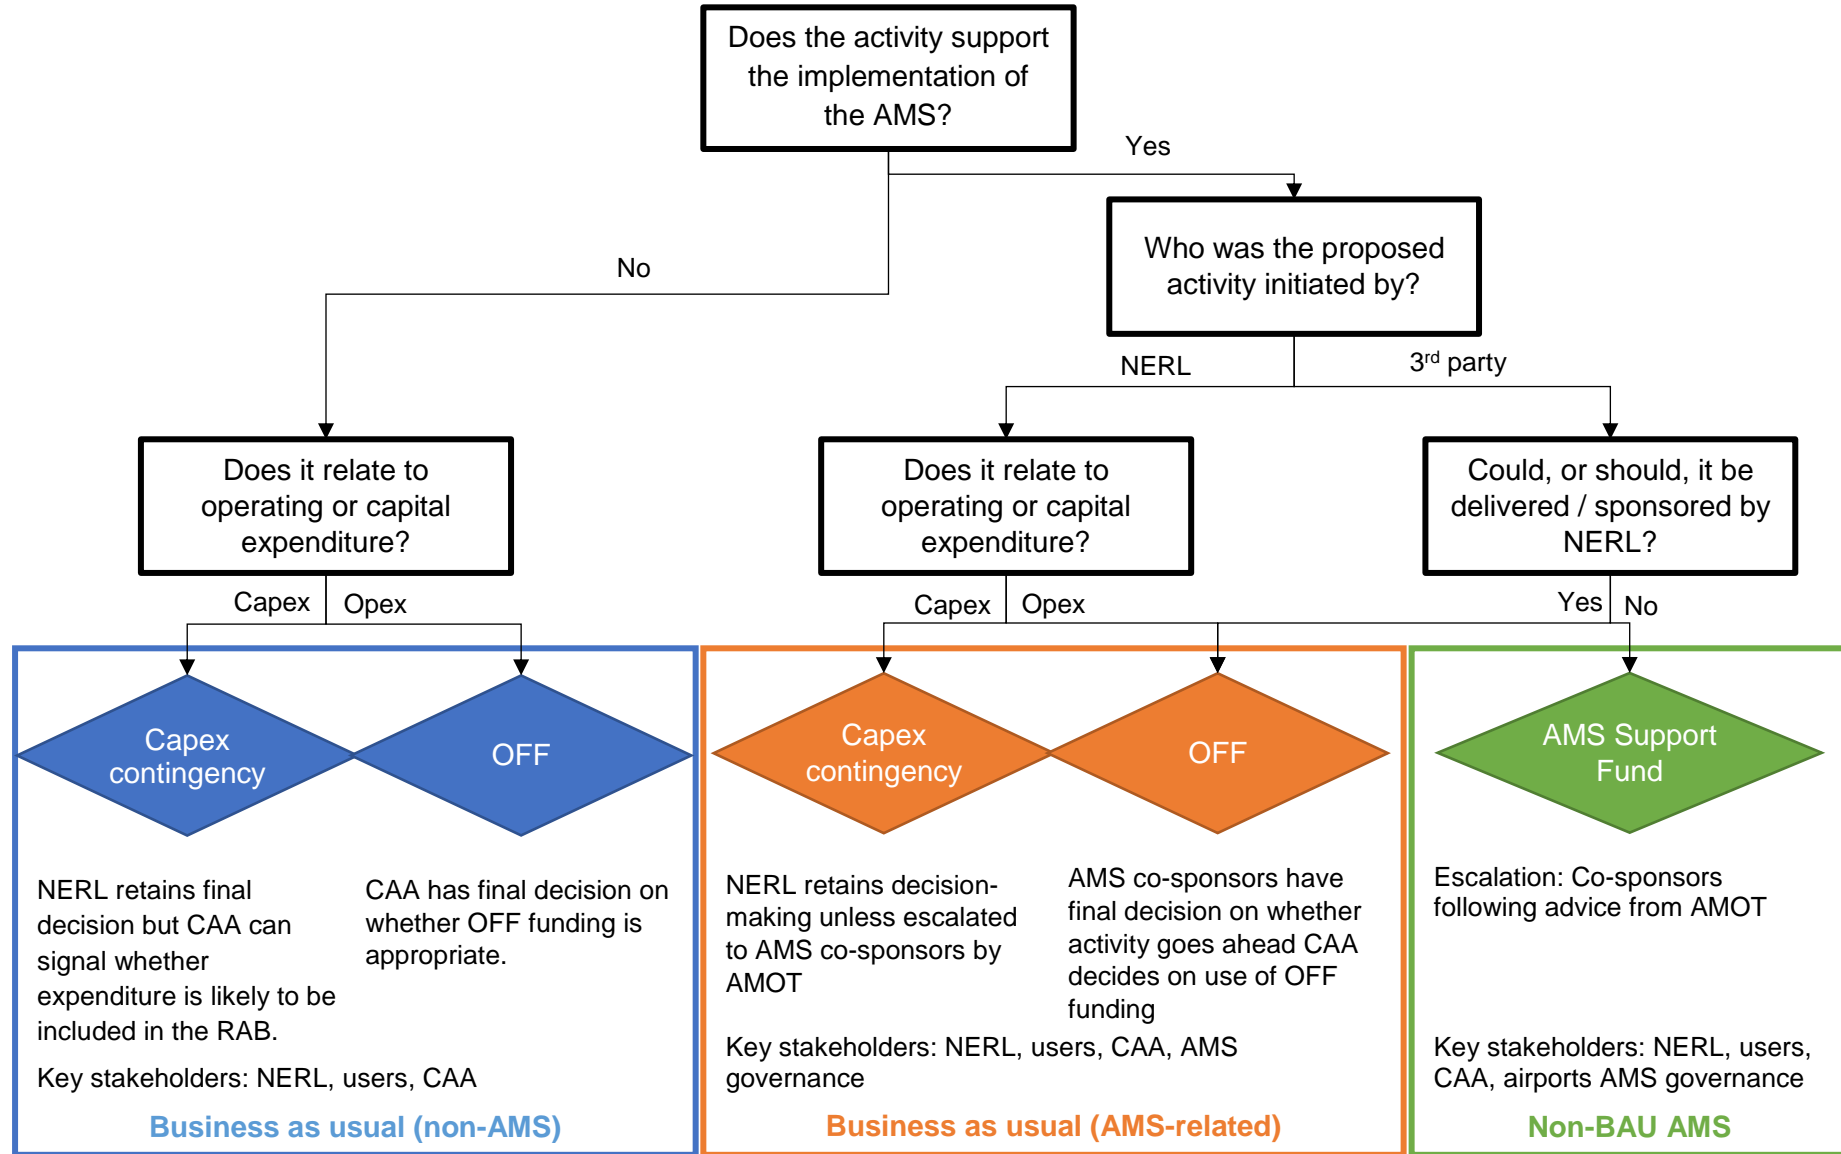 Does the activity support
the implementation of
the AMS?
Yes
No
Who was the proposed
activity initiated by?
NERL
3rd party
Does it relate to
operating or capital
expenditure?
Does it relate to
operating or capital
expenditure?
Could, or should, it be
delivered / sponsored by
NERL?
Capex
Opex
Capex
Opex
Yes
No
Capex
contingency
OFF
Capex
contingency
OFF
AMS Support
Fund
NERL retains final
decision but CAA can
signal whether
expenditure is likely to be
included in the RAB.
CAA has final decision on
whether OFF funding is
appropriate.
Key stakeholders: NERL, users, CAA
Business as usual (non-AMS)
NERL retains decision-
making unless escalated
to AMS co-sponsors by
AMOT
AMS co-sponsors have
final decision on whether
activity goes ahead CAA
decides on use of OFF
funding
Key stakeholders: NERL, users, CAA, AMS
governance
Business as usual (AMS-related)
Escalation: Co-sponsors
following advice from AMOT
Key stakeholders: NERL, users,
CAA, airports AMS governance
Non-BAU AMS